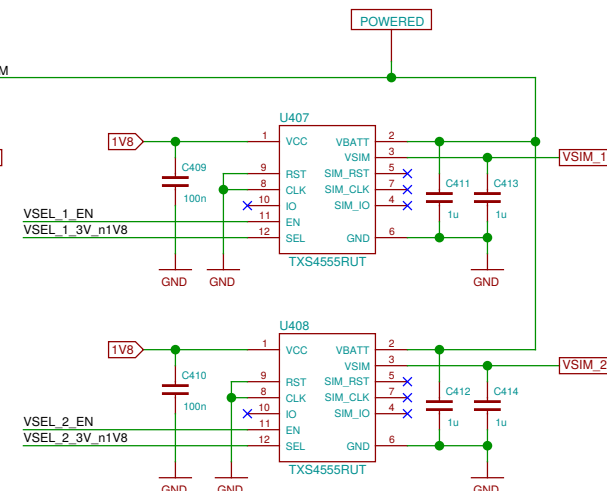 POWERED
M
U407
1V8
1 VCC VBATT 2
VSIM 3
VSIM_1
C409
100n
9 RST SIM_RST 5
8 CLK SIM_CLK 7
10 IO SIM_IO 4
C411
1u
C413
1u
VSEL_1_EN
11 EN
VSEL_1_3V_n1V8
12 SEL GND 6
TXS4555RUT
GND
GND
GND
U408
1V8
1 VCC VBATT 2
VSIM 3
VSIM_2
C410
100n
9 RST SIM_RST 5
8 CLK SIM_CLK 7
10 IO SIM_IO 4
C412
1u
C414
1u
VSEL_2_EN
11 EN
VSEL_2_3V_n1V8
12 SEL GND 6
TXS4555RUT
GND
GND
GND